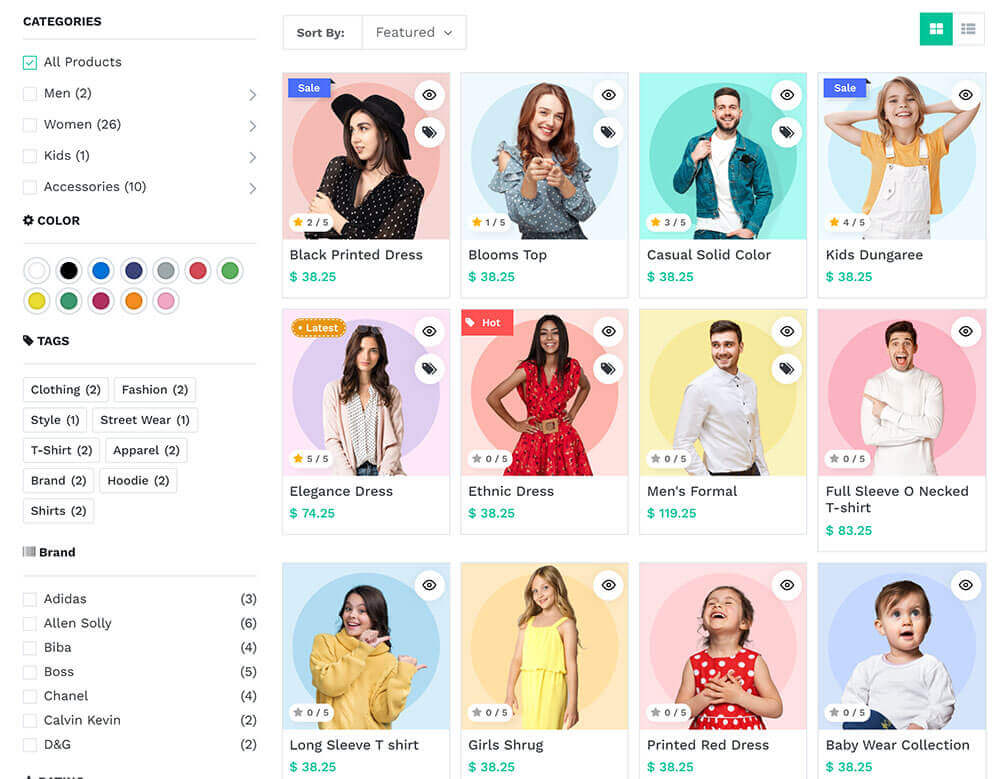 CATEGORIES
All Products
Men (2)
Women (26)
Kids (1)
Accessories (10)
COLOR
TAGS
Clothing (2) Fashion (2)
Style (1) Street Wear (1)
T-Shirt (2) Apparel (2)
Brand (2) Hoodie (2)
Shirts (2)
Brand
Adidas (3)
Allen Solly (6)
Biba (4)
Boss (5)
Chanel (4)
Calvin Kevin (2)
D&G (2)
RATING
Sort By: Featured
Sale
2 / 5
Black Printed Dress
$ 38.25
1 / 5
Blooms Top
$ 38.25
3 / 5
Casual Solid Color
$ 38.25
Sale
4 / 5
Kids Dungaree
$ 38.25
Latest
5 / 5
Elegance Dress
$ 74.25
Hot
0 / 5
Ethnic Dress
$ 38.25
0 / 5
Men's Formal
$ 119.25
0 / 5
Full Sleeve O Necked
T-shirt
$ 83.25
0 / 5
Long Sleeve T shirt
$ 38.25
0 / 5
Girls Shrug
$ 38.25
0 / 5
Printed Red Dress
$ 38.25
0 / 5
Baby Wear Collection
$ 38.25